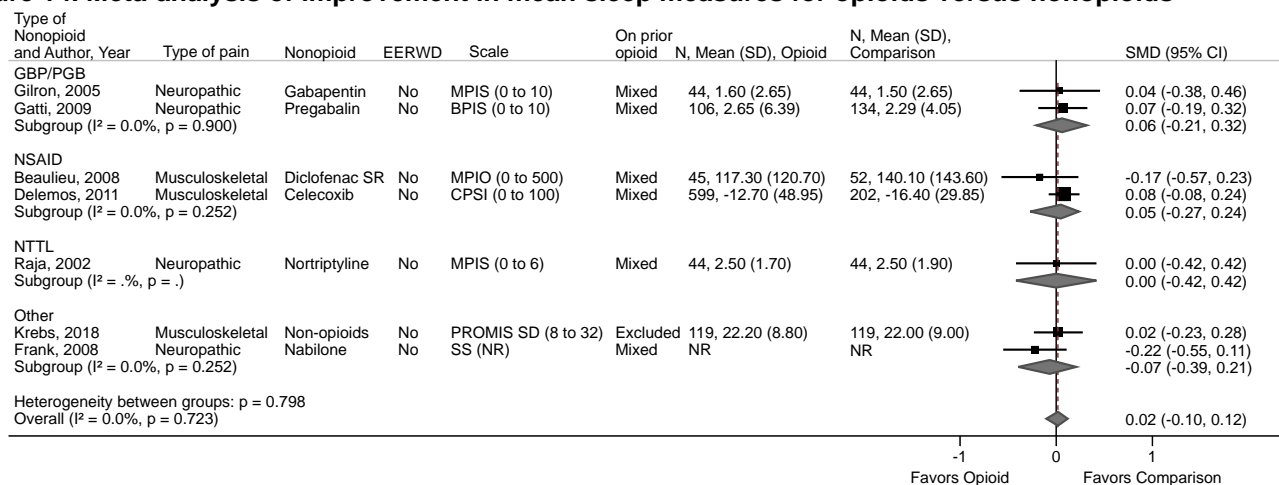 Type of
Nonopioid
and Author, Year Type of pain Nonopioid EERWD Scale On prior opioid N, Mean (SD), Opioid N, Mean (SD), Comparison SMD (95% CI)
GBP/PGB
Gilron, 2005 Neuropathic Gabapentin No MPIS (0 to 10) Mixed 44, 1.60 (2.65) 44, 1.50 (2.65) 0.04 (-0.38, 0.46)
Gatti, 2009 Neuropathic Pregabalin No BPIS (0 to 10) Mixed 106, 2.65 (6.39) 134, 2.29 (4.05) 0.07 (-0.19, 0.32)
Subgroup (I² = 0.0%, p = 0.900) 0.06 (-0.21, 0.32)
NSAID
Beaulieu, 2008 Musculoskeletal Diclofenac SR No MPIO (0 to 500) Mixed 45, 117.30 (120.70) 52, 140.10 (143.60) -0.17 (-0.57, 0.23)
Delemos, 2011 Musculoskeletal Celecoxib No CPSI (0 to 100) Mixed 599, -12.70 (48.95) 202, -16.40 (29.85) 0.08 (-0.08, 0.24)
Subgroup (I² = 0.0%, p = 0.252) 0.05 (-0.27, 0.24)
NTTL
Raja, 2002 Neuropathic Nortriptyline No MPIS (0 to 6) Mixed 44, 2.50 (1.70) 44, 2.50 (1.90) 0.00 (-0.42, 0.42)
Subgroup (I² = .%, p = .) 0.00 (-0.42, 0.42)
Other
Krebs, 2018 Musculoskeletal Non-opioids No PROMIS SD (8 to 32) Excluded 119, 22.20 (8.80) 119, 22.00 (9.00) 0.02 (-0.23, 0.28)
Frank, 2008 Neuropathic Nabilone No SS (NR) Mixed NR NR -0.22 (-0.55, 0.11)
Subgroup (I² = 0.0%, p = 0.252) -0.07 (-0.39, 0.21)
Heterogeneity between groups: p = 0.798
Overall (I² = 0.0%, p = 0.723) 0.02 (-0.10, 0.12)
-1 0 1
Favors Opioid Favors Comparison